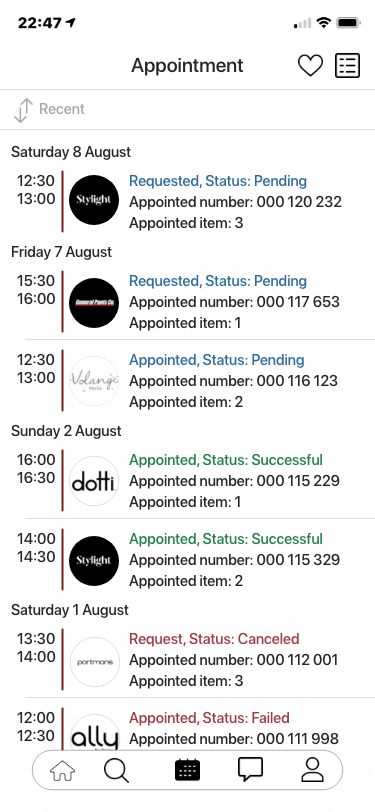 22:47
Appointment
Recent
Saturday 8 August
12:30
13:00
Stylight
Requested, Status: Pending
Appointed number: 000 120 232
Appointed item: 3
Friday 7 August
15:30
16:00
General Pants Co.
Requested, Status: Pending
Appointed number: 000 117 653
Appointed item: 1
12:30
13:00
Volange
PARIS
Appointed, Status: Pending
Appointed number: 000 116 123
Appointed item: 2
Sunday 2 August
16:00
16:30
dotti
Appointed, Status: Successful
Appointed number: 000 115 229
Appointed item: 1
14:00
14:30
Stylight
Appointed, Status: Successful
Appointed number: 000 115 329
Appointed item: 2
Saturday 1 August
13:30
14:00
portmans
Request, Status: Canceled
Appointed number: 000 112 001
Appointed item: 3
12:00
12:30
ally
Appointed, Status: Failed
Appointed number: 000 111 998